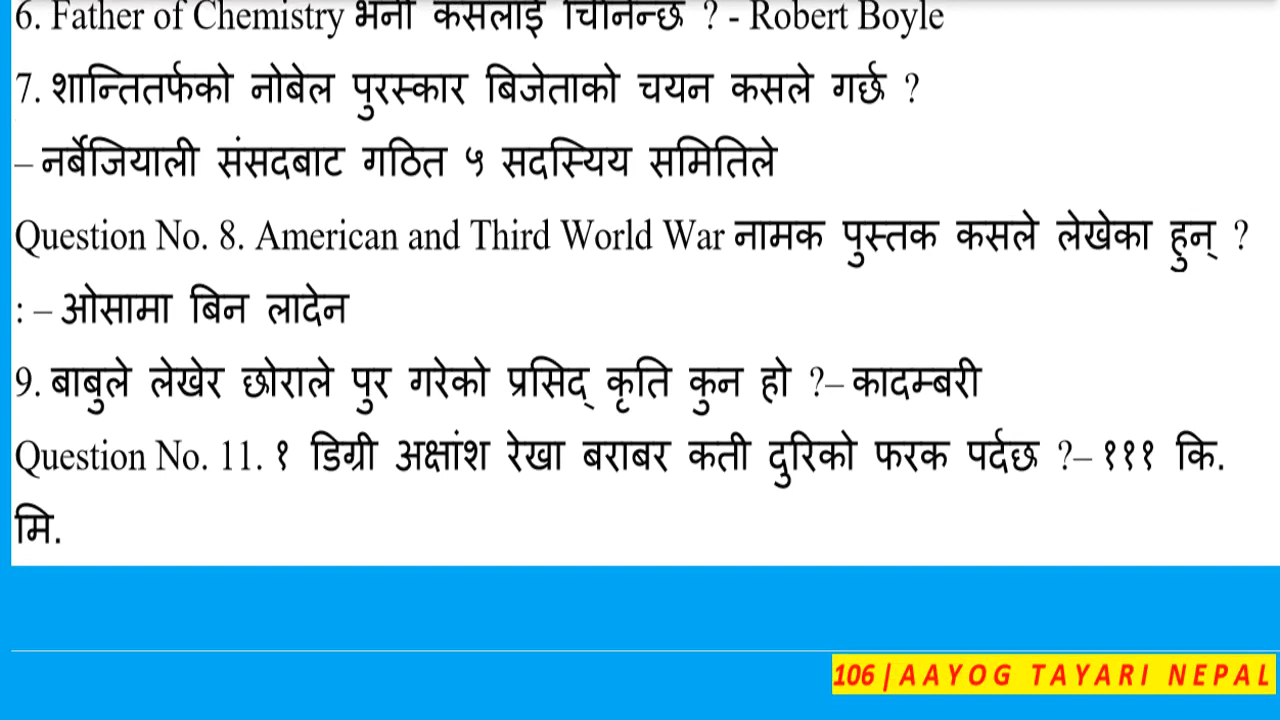 6. Father of Chemistry भनी कसलाई चिनिन्छ ? - Robert Boyle
7. शान्तितर्फको नोबेल पुरस्कार बिजेताको चयन कसले गर्छ ?
– नर्बेजियाली संसदबाट गठित ५ सदस्यिय समितिले
Question No. 8. American and Third World War नामक पुस्तक कसले लेखेका हुन् ?
: – ओसामा बिन लादेन
9. बाबुले लेखेर छोराले पुर गरेको प्रसिद् कृति कुन हो ?– कादम्बरी
Question No. 11. १ डिग्री अक्षांश रेखा बराबर कती दुरिको फरक पर्दछ ?– १११ कि.
मि.
106 | AAYOG TAYARI NEPAL